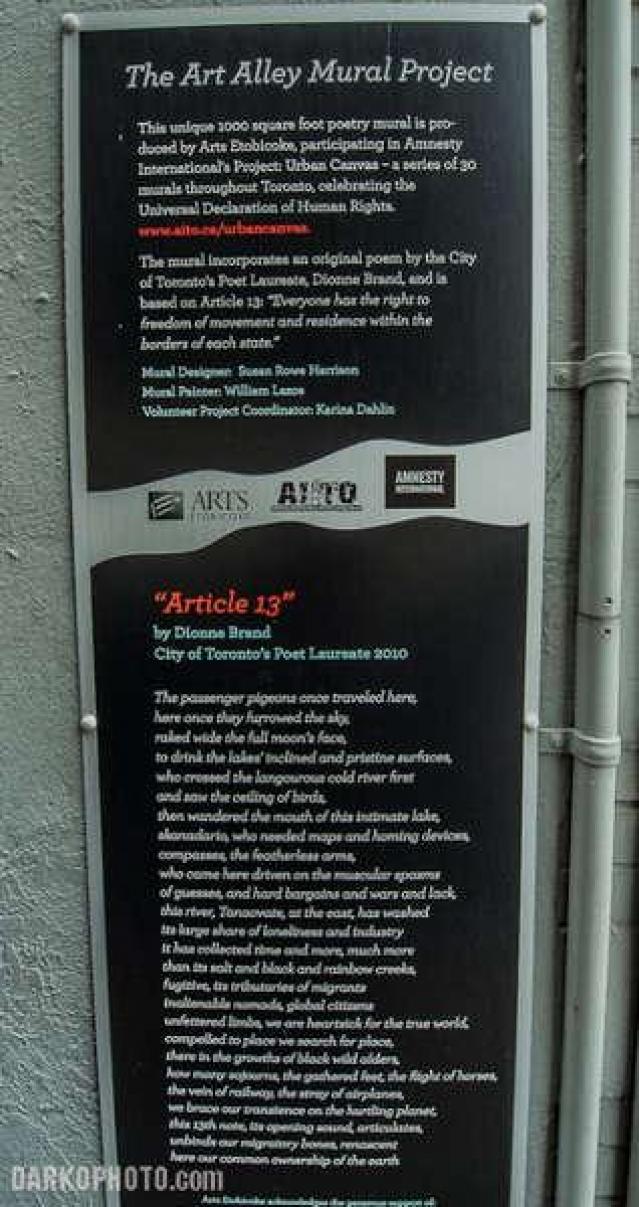 The Art Alley Mural Project
This unique 1000 square foot poetry mural is pro-
duced by Arts Etobicoke, participating in Amnesty
International's Project: Urban Canvas - a series of 30
murals throughout Toronto, celebrating the
Universal Declaration of Human Rights.
www.aito.ca/urbancanvas.
The mural incorporates an original poem by the City
of Toronto's Poet Laureate, Dionne Brand, and is
based on Article 13: "Everyone has the right to
freedom of movement and residence within the
borders of each state."
Mural Designer: Susan Rowe Harrison
Mural Painter: William Lazos
Volunteer Project Coordinator: Karina Dahlin
ARTS
ETOBICOKE
AITO
AMNESTY
INTERNATIONAL
"Article 13"
by Dionne Brand
City of Toronto's Poet Laureate 2010
The passenger pigeons once traveled here,
here once they furrowed the sky,
raked wide the full moon's face,
to drink the lakes' inclined and pristine surfaces,
who crossed the langourous cold river first
and saw the ceiling of birds,
then wandered the mouth of this intimate lake,
skanadario, who needed maps and homing devices,
compasses, the featherless arms,
who came here driven on the muscular spasms
of guesses, and hard bargains and wars and lack,
this river, Tanaovate, at the east, has washed
its large share of loneliness and industry
it has collected time and more, much more
than its salt and black and rainbow creeks,
fugitive, its tributaries of migrants
inalienable nomads, global citizens
unfettered limbs, we are heartsick for the true world,
compelled to place we search for place,
there in the growths of black wild alders,
how many sojourns, the gathered feet, the flight of horses,
the vein of railway, the stray of airplanes,
we brace our transience on the hurtling planet,
this 13th note, its opening sound, articulates,
unbinds our migratory bones, renascent
here our common ownership of the earth
Arts Etobicoke acknowledges the generous support of:
DARKOPHOTO.com